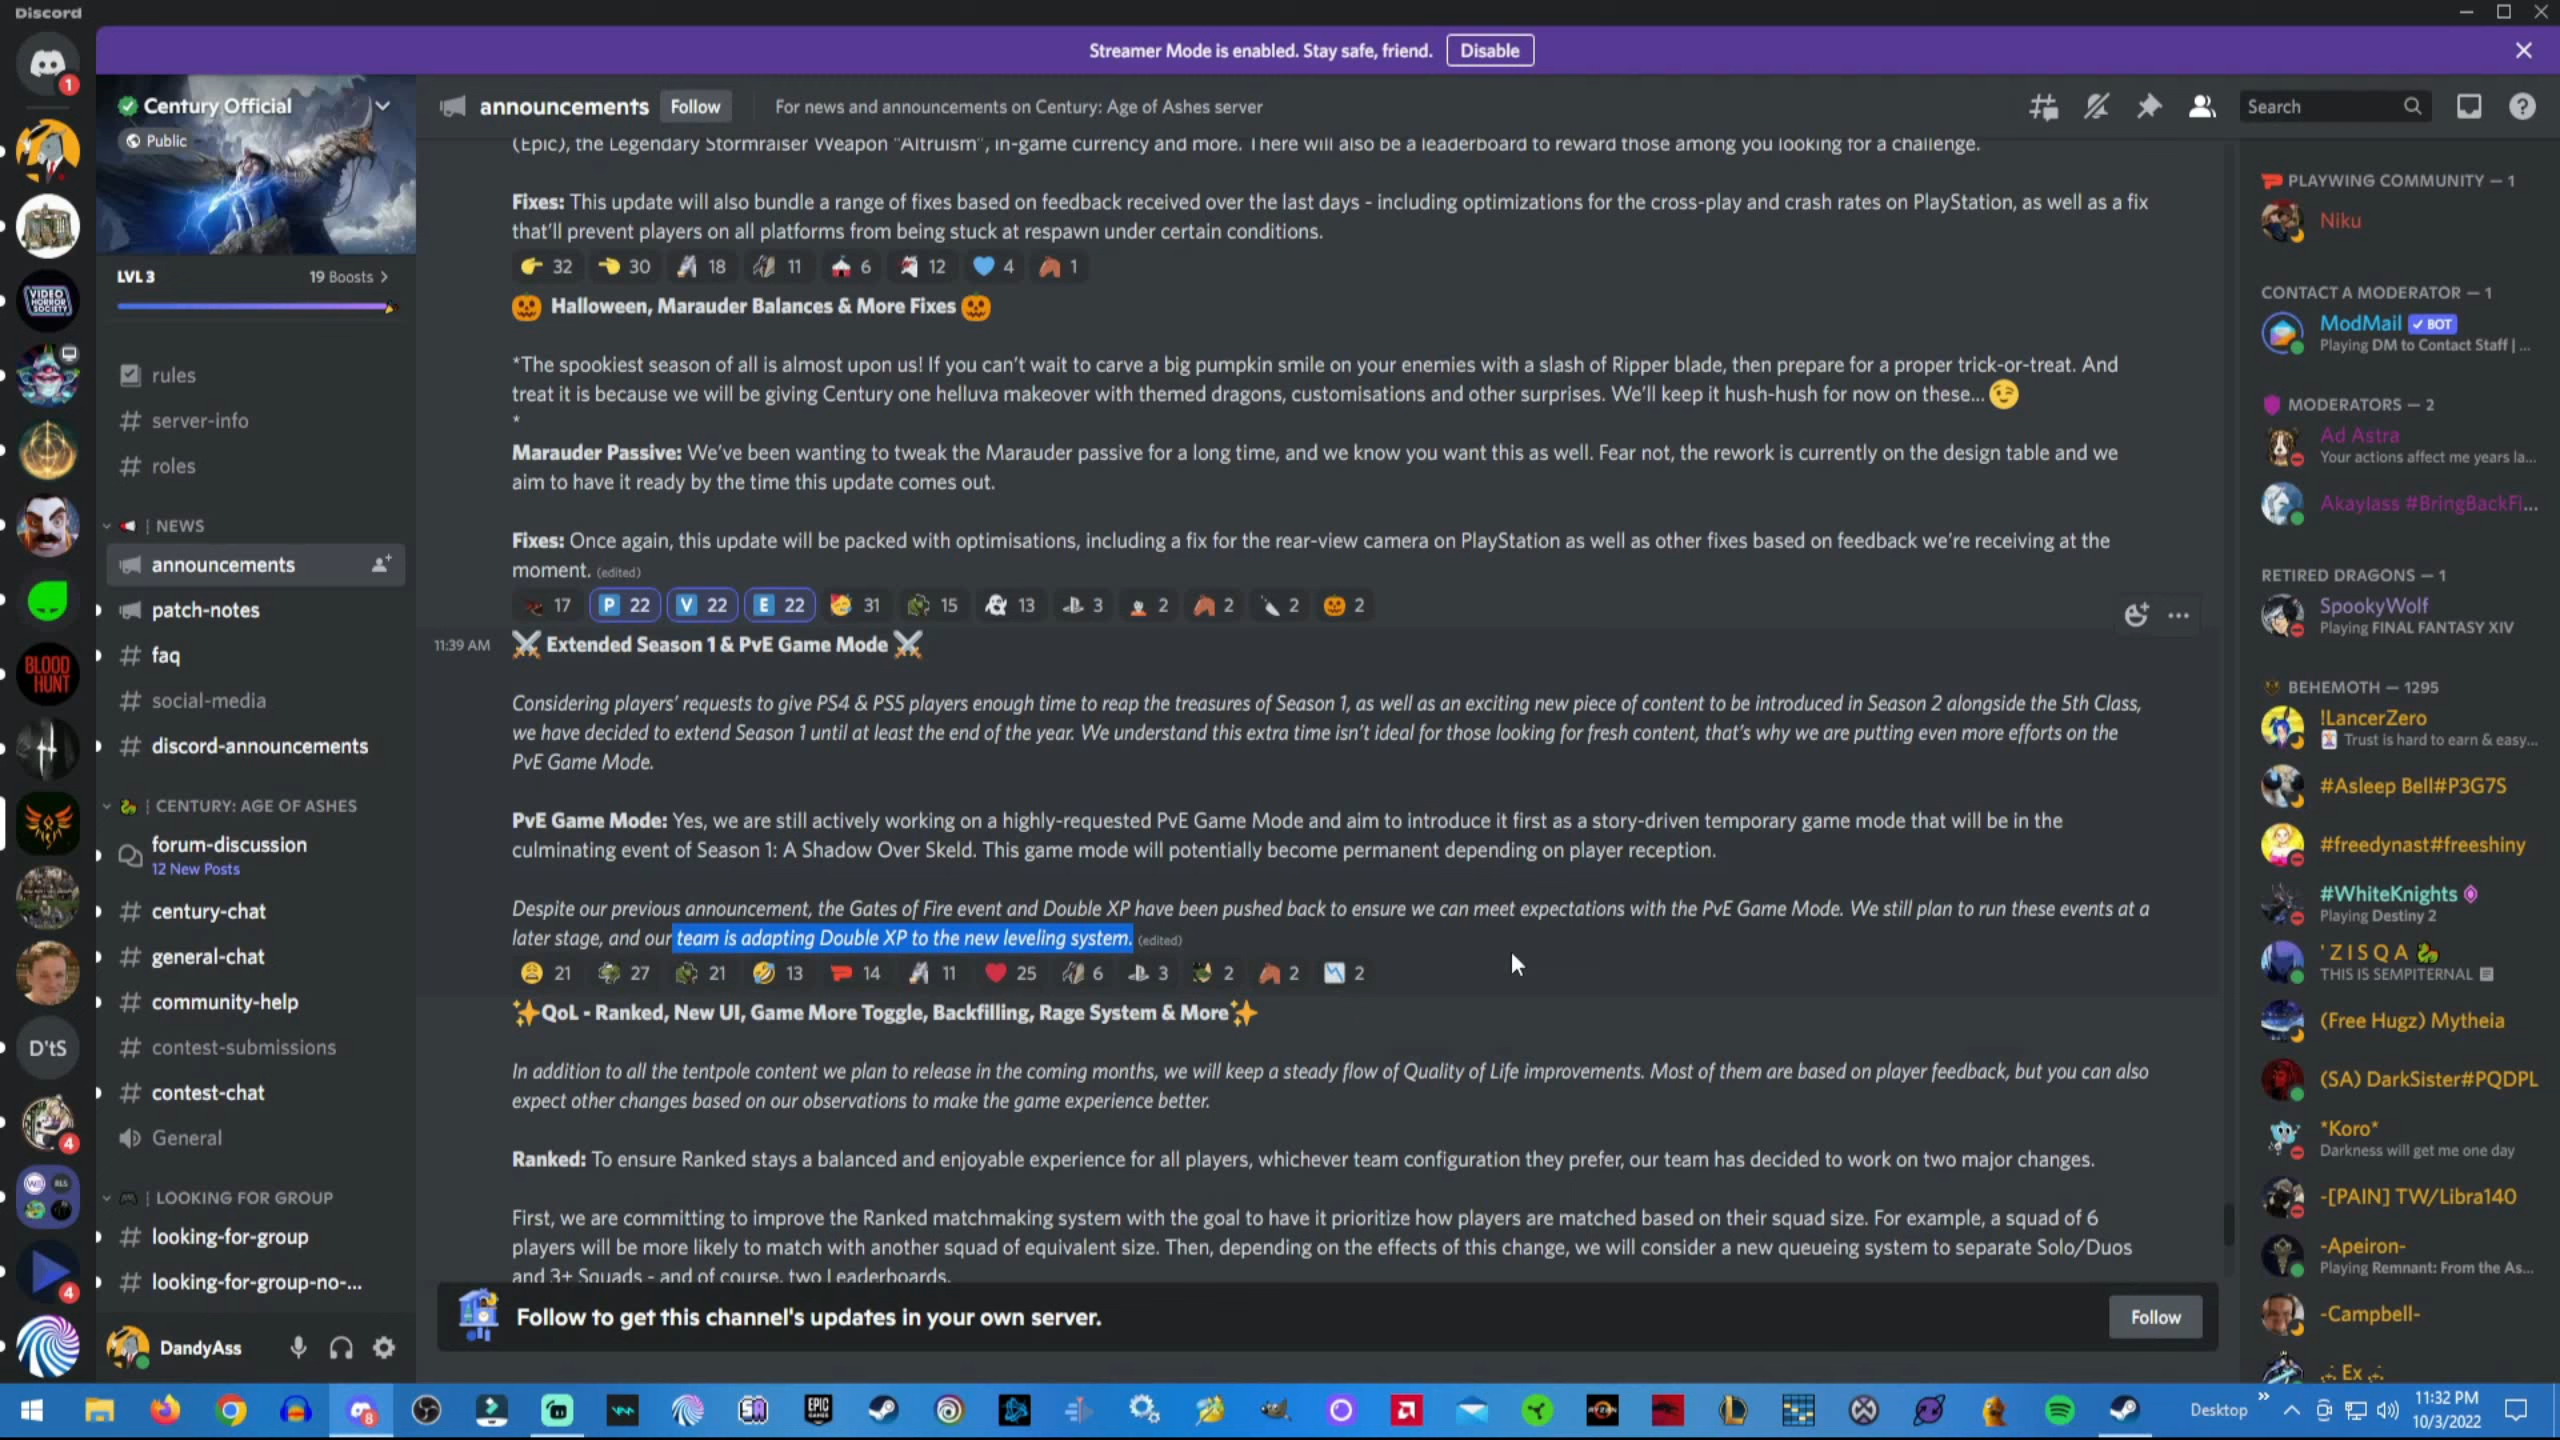 Discord
Streamer Mode is enabled. Stay safe, friend. Disable
1
Century Official
Public
LVL 3 19 Boosts
rules
server-info
roles
| NEWS
announcements
patch-notes
faq
social-media
discord-announcements
| CENTURY: AGE OF ASHES
forum-discussion
12 New Posts
century-chat
general-chat
community-help
contest-submissions
contest-chat
General
| LOOKING FOR GROUP
looking-for-group
looking-for-group-no-...
DandyAss
VIDEO HORROR SOCIETY
BLOOD HUNT
D'tS
4
4
announcements Follow For news and announcements on Century: Age of Ashes server
Search
(Epic), the Legendary Stormraiser Weapon "Altruism", in-game currency and more. There will also be a leaderboard to reward those among you looking for a challenge.
Fixes: This update will also bundle a range of fixes based on feedback received over the last days - including optimizations for the cross-play and crash rates on PlayStation, as well as a fix
that'll prevent players on all platforms from being stuck at respawn under certain conditions.
32 30 18 11 6 12 4 1
Halloween, Marauder Balances & More Fixes
*The spookiest season of all is almost upon us! If you can't wait to carve a big pumpkin smile on your enemies with a slash of Ripper blade, then prepare for a proper trick-or-treat. And
treat it is because we will be giving Century one helluva makeover with themed dragons, customisations and other surprises. We'll keep it hush-hush for now on these...
*
Marauder Passive: We've been wanting to tweak the Marauder passive for a long time, and we know you want this as well. Fear not, the rework is currently on the design table and we
aim to have it ready by the time this update comes out.
Fixes: Once again, this update will be packed with optimisations, including a fix for the rear-view camera on PlayStation as well as other fixes based on feedback we're receiving at the
moment. (edited)
17 P 22 V 22 E 22 31 15 13 3 2 2 2 2
11:39 AM Extended Season 1 & PvE Game Mode
Considering players' requests to give PS4 & PS5 players enough time to reap the treasures of Season 1, as well as an exciting new piece of content to be introduced in Season 2 alongside the 5th Class,
we have decided to extend Season 1 until at least the end of the year. We understand this extra time isn't ideal for those looking for fresh content, that's why we are putting even more efforts on the
PvE Game Mode.
PvE Game Mode: Yes, we are still actively working on a highly-requested PvE Game Mode and aim to introduce it first as a story-driven temporary game mode that will be in the
culminating event of Season 1: A Shadow Over Skeld. This game mode will potentially become permanent depending on player reception.
Despite our previous announcement, the Gates of Fire event and Double XP have been pushed back to ensure we can meet expectations with the PvE Game Mode. We still plan to run these events at a
later stage, and our team is adapting Double XP to the new leveling system. (edited)
21 27 21 13 14 11 25 6 3 2 2 2
QoL - Ranked, New UI, Game More Toggle, Backfilling, Rage System & More
In addition to all the tentpole content we plan to release in the coming months, we will keep a steady flow of Quality of Life improvements. Most of them are based on player feedback, but you can also
expect other changes based on our observations to make the game experience better.
Ranked: To ensure Ranked stays a balanced and enjoyable experience for all players, whichever team configuration they prefer, our team has decided to work on two major changes.
First, we are committing to improve the Ranked matchmaking system with the goal to have it prioritize how players are matched based on their squad size. For example, a squad of 6
players will be more likely to match with another squad of equivalent size. Then, depending on the effects of this change, we will consider a new queueing system to separate Solo/Duos
and 3+ Squads - and of course, two Leaderboards.
Follow to get this channel's updates in your own server. Follow
PLAYWING COMMUNITY — 1
Niku
CONTACT A MODERATOR — 1
ModMail BOT
Playing DM to Contact Staff | ...
MODERATORS — 2
Ad Astra
Your actions affect me years la...
Akaylass #BringBackFl...
RETIRED DRAGONS — 1
SpookyWolf
Playing FINAL FANTASY XIV
BEHEMOTH — 1295
!LancerZero
Trust is hard to earn & easy...
#Asleep Bell#P3G7S
#freedynast#freeshiny
#WhiteKnights
Playing Destiny 2
' Z I S Q A
THIS IS SEMPITERNAL
(Free Hugz) Mytheia
(SA) DarkSister#PQDPL
*Koro*
Darkness will get me one day
-[PAIN] TW/Libra140
-Apeiron-
Playing Remnant: From the As...
-Campbell-
.:. Ex .:.
8
EPIC GAMES
RYZEN
Desktop
11:32 PM
10/3/2022